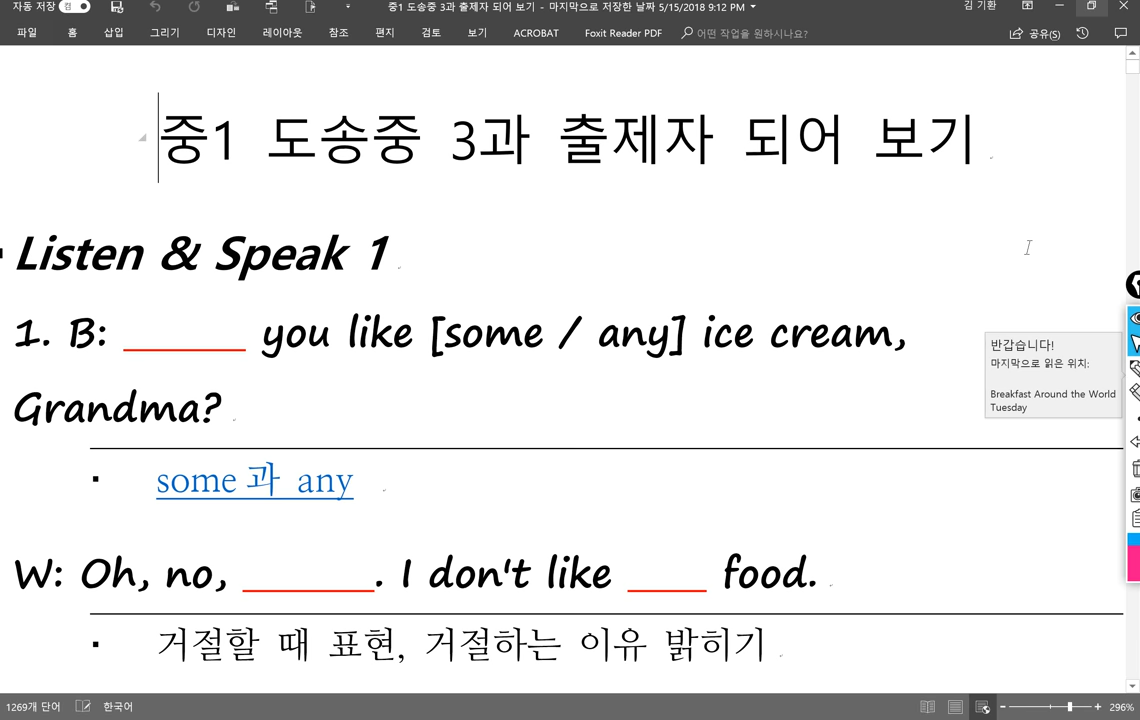 자동 저장 켬 중1 도송중 3과 출제자 되어 보기 - 마지막으로 저장한 날짜 5/15/2018 9:12 PM 김 기환
파일 홈 삽입 그리기 디자인 레이아웃 참조 편지 검토 보기 ACROBAT Foxit Reader PDF 어떤 작업을 원하시나요? 공유(S)
중1 도송중 3과 출제자 되어 보기
Listen & Speak 1
1. B: ______ you like [some / any] ice cream,
Grandma?
반갑습니다!
마지막으로 읽은 위치:
Breakfast Around the World
Tuesday
some과 any
W: Oh, no, ______. I don't like ____ food.
거절할 때 표현, 거절하는 이유 밝히기
1269개 단어 한국어 296%